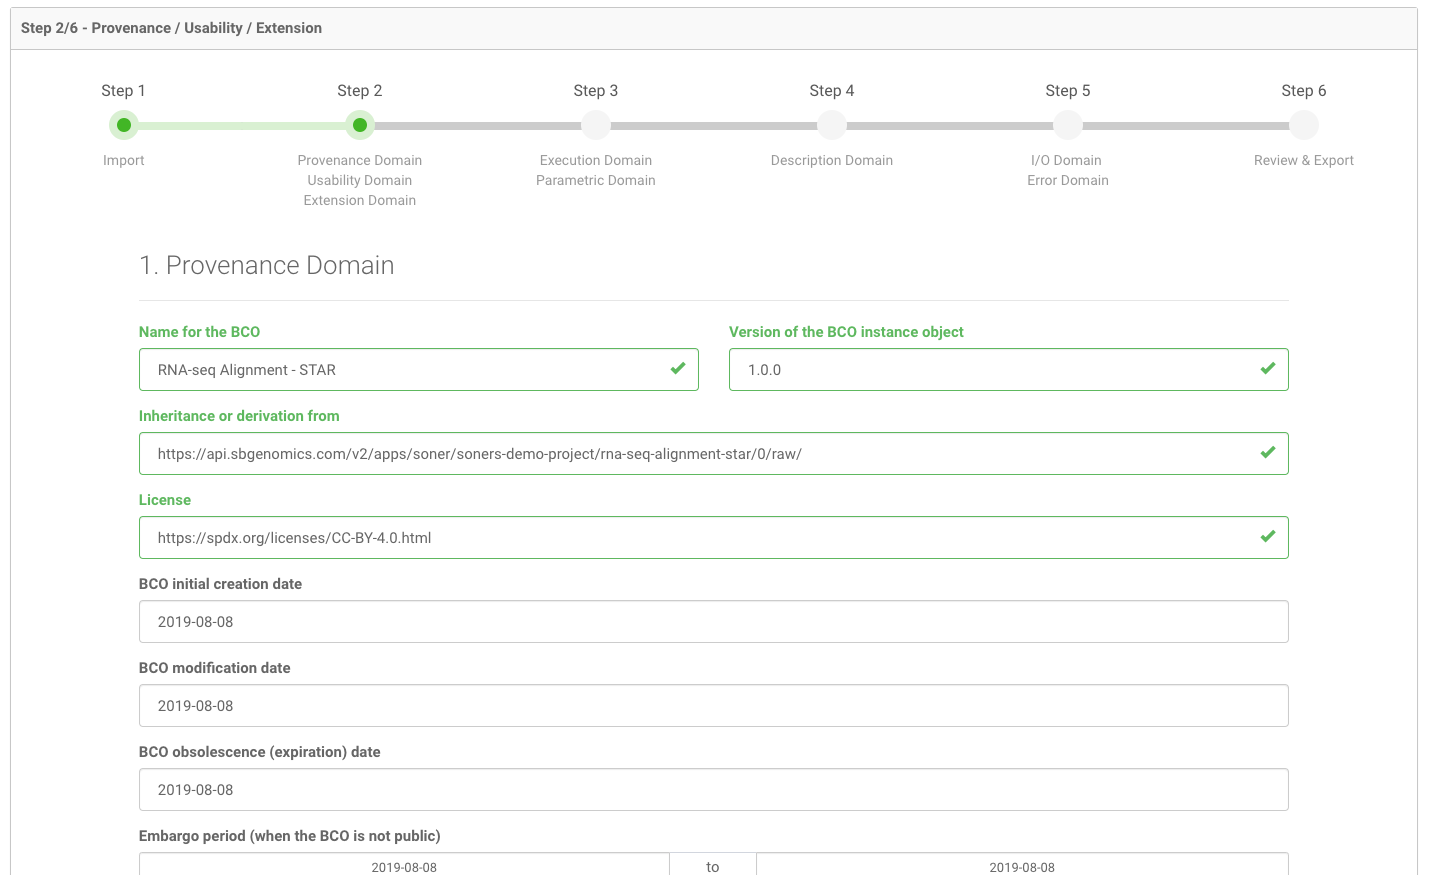 Step 2/6 - Provenance / Usability / Extension
Step 1 Step 2 Step 3 Step 4 Step 5 Step 6
Import Provenance Domain Execution Domain Description Domain I/O Domain Review & Export
Usability Domain Parametric Domain Error Domain
Extension Domain
1. Provenance Domain
Name for the BCO Version of the BCO instance object
RNA-seq Alignment - STAR 1.0.0
Inheritance or derivation from
https://api.sbgenomics.com/v2/apps/soner/soners-demo-project/rna-seq-alignment-star/0/raw/
License
https://spdx.org/licenses/CC-BY-4.0.html
BCO initial creation date
2019-08-08
BCO modification date
2019-08-08
BCO obsolescence (expiration) date
2019-08-08
Embargo period (when the BCO is not public)
2019-08-08 to 2019-08-08